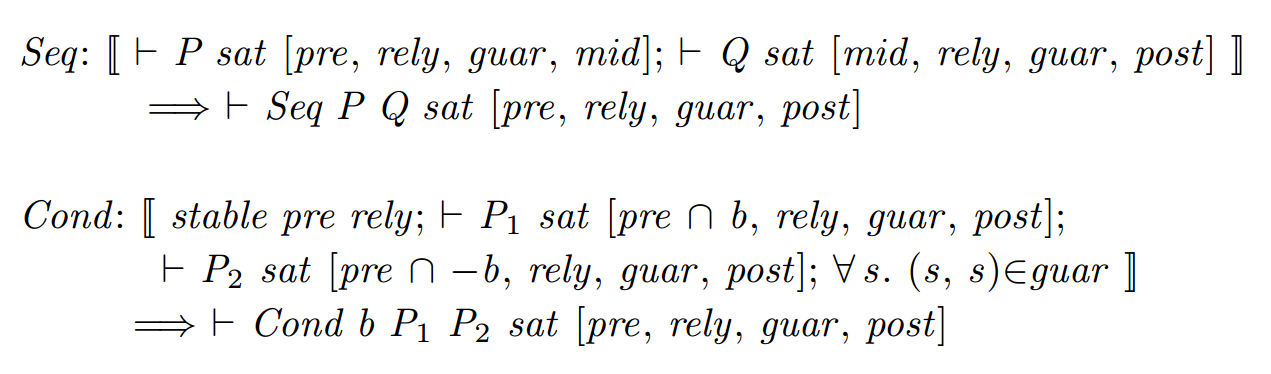 Seq: ⟦ ⊢ P sat [pre, rely, guar, mid]; ⊢ Q sat [mid, rely, guar, post] ⟧
⟹ ⊢ Seq P Q sat [pre, rely, guar, post]
Cond: ⟦ stable pre rely; ⊢ P₁ sat [pre ∩ b, rely, guar, post];
⊢ P₂ sat [pre ∩ −b, rely, guar, post]; ∀ s. (s, s)∈guar ⟧
⟹ ⊢ Cond b P₁ P₂ sat [pre, rely, guar, post]